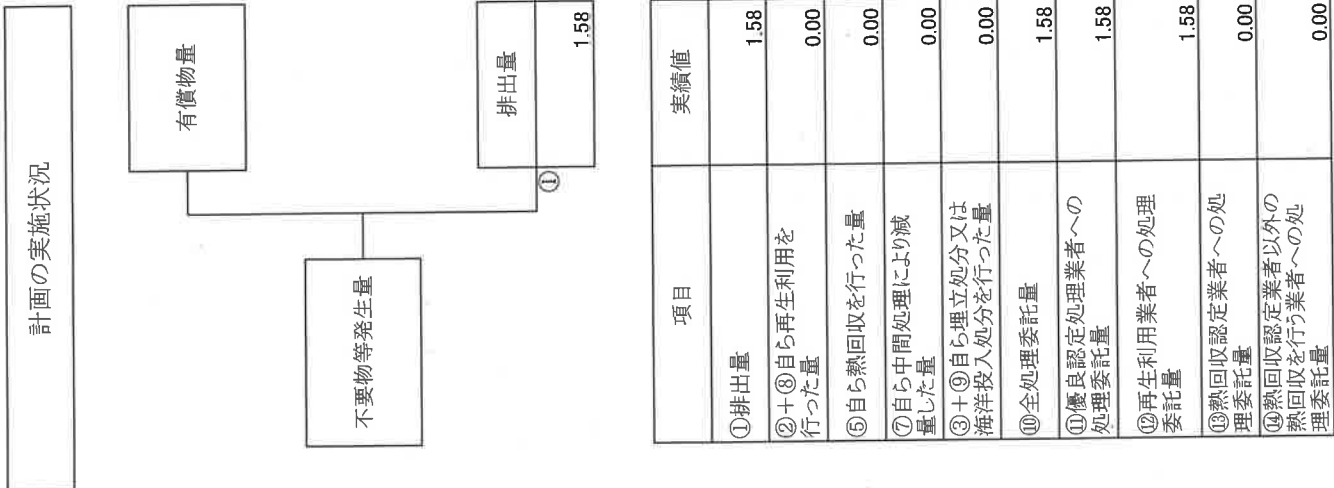 計画の実施状況
有償物量
不要物等発生量
排出量
①
1.58
項目
実績値
①排出量
1.58
②+⑧自ら再生利用を
行った量
0.00
⑤自ら熱回収を行った量
0.00
⑦自ら中間処理により減
量した量
0.00
③+⑨自ら埋立処分又は
海洋投入処分を行った量
0.00
⑩全処理委託量
1.58
⑪優良認定処理業者への
処理委託量
1.58
⑫再生利用業者への処理
委託量
1.58
⑬熱回収認定業者への処
理委託量
0.00
⑭熱回収認定業者以外の
熱回収を行う業者への処
理委託量
0.00